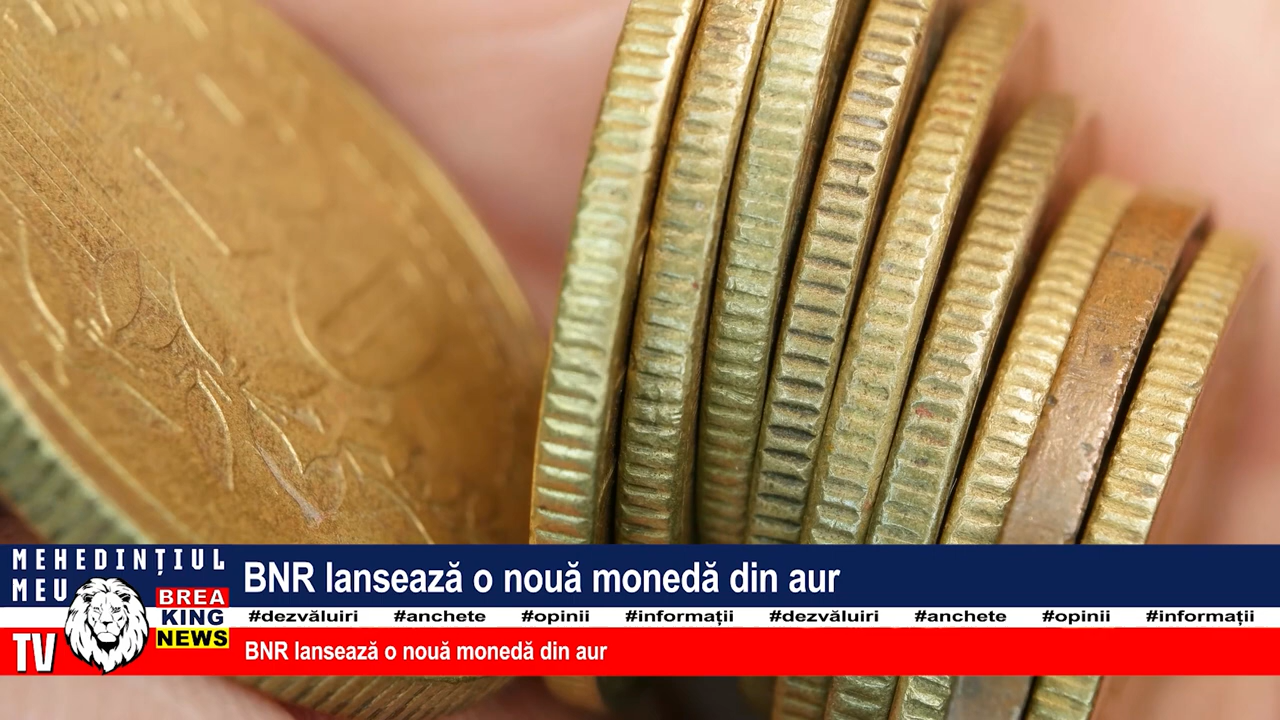 MEHEDINȚIUL
MEU
TV
BREA
KING
NEWS
BNR lansează o nouă monedă din aur
#dezvăluiri #anchete #opinii #informații #dezvăluiri #anchete #opinii #informații
BNR lansează o nouă monedă din aur